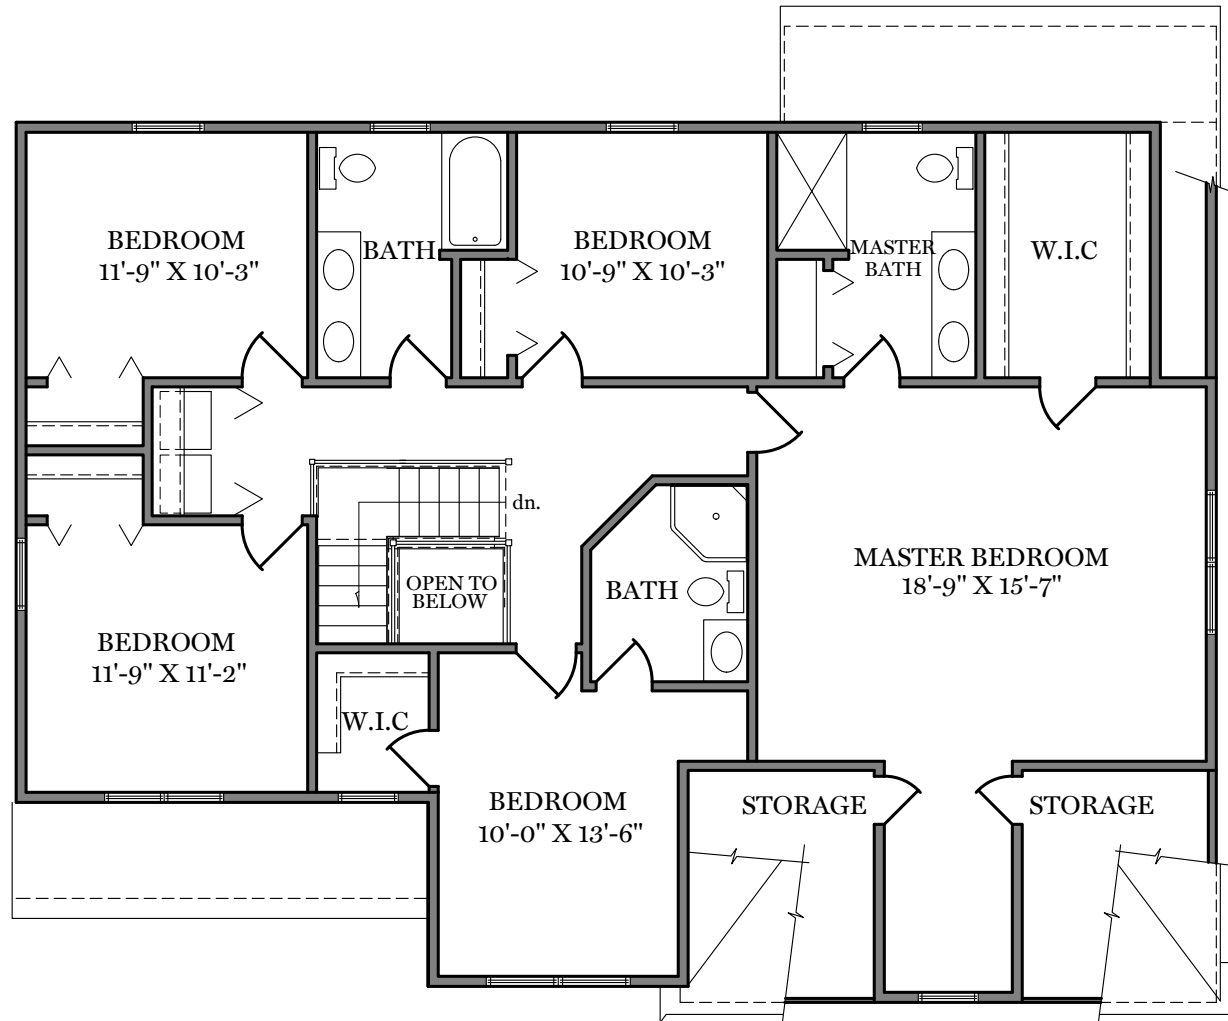 BEDROOM
11'-9" X 10'-3"
BATH
BEDROOM
10'-9" X 10'-3"
MASTER
BATH
W.I.C
dn.
OPEN TO
BELOW
BATH
MASTER BEDROOM
18'-9" X 15'-7"
BEDROOM
11'-9" X 11'-2"
W.I.C
BEDROOM
10'-0" X 13'-6"
STORAGE
STORAGE